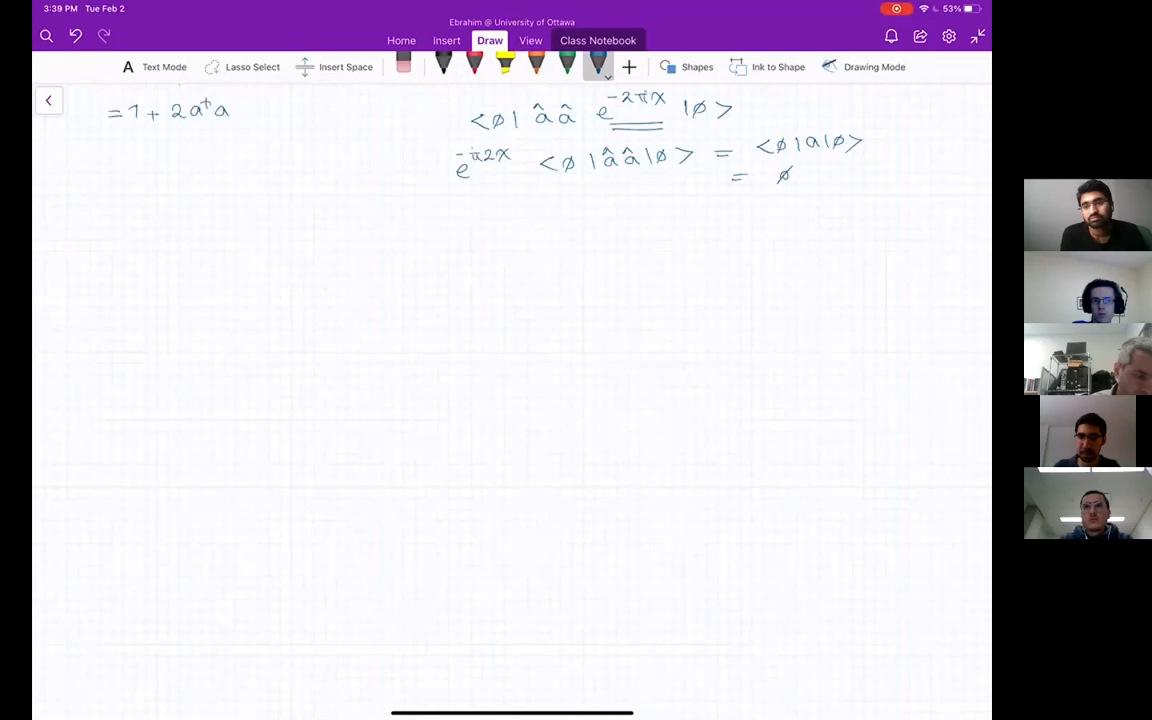 3:39 PM Tue Feb 2
53%
Ebrahim @ University of Ottawa
Home Insert Draw View Class Notebook
Text Mode Lasso Select Insert Space Shapes Ink to Shape Drawing Mode
= 1 + 2a⁺a
<ø| â â e^{-2πx} |ø>
e^{-π2x} <ø| â â |ø> = <ø|a|ø>
= ø